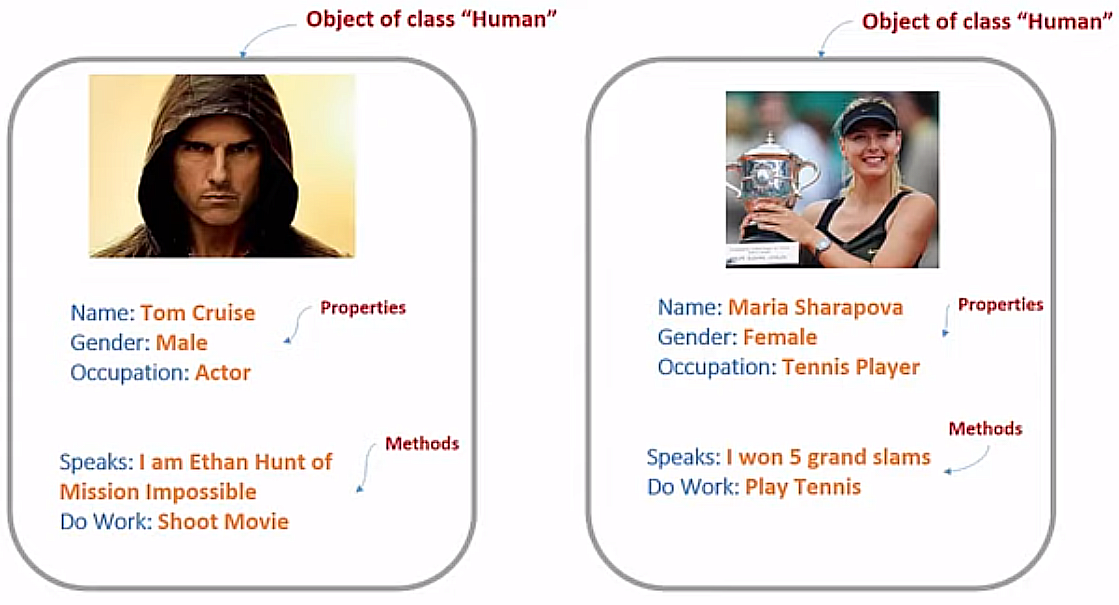 Object of class “Human”
Name: Tom Cruise
Gender: Male
Occupation: Actor
Properties
Methods
Speaks: I am Ethan Hunt of
Mission Impossible
Do Work: Shoot Movie
Object of class “Human”
Name: Maria Sharapova
Gender: Female
Occupation: Tennis Player
Properties
Methods
Speaks: I won 5 grand slams
Do Work: Play Tennis